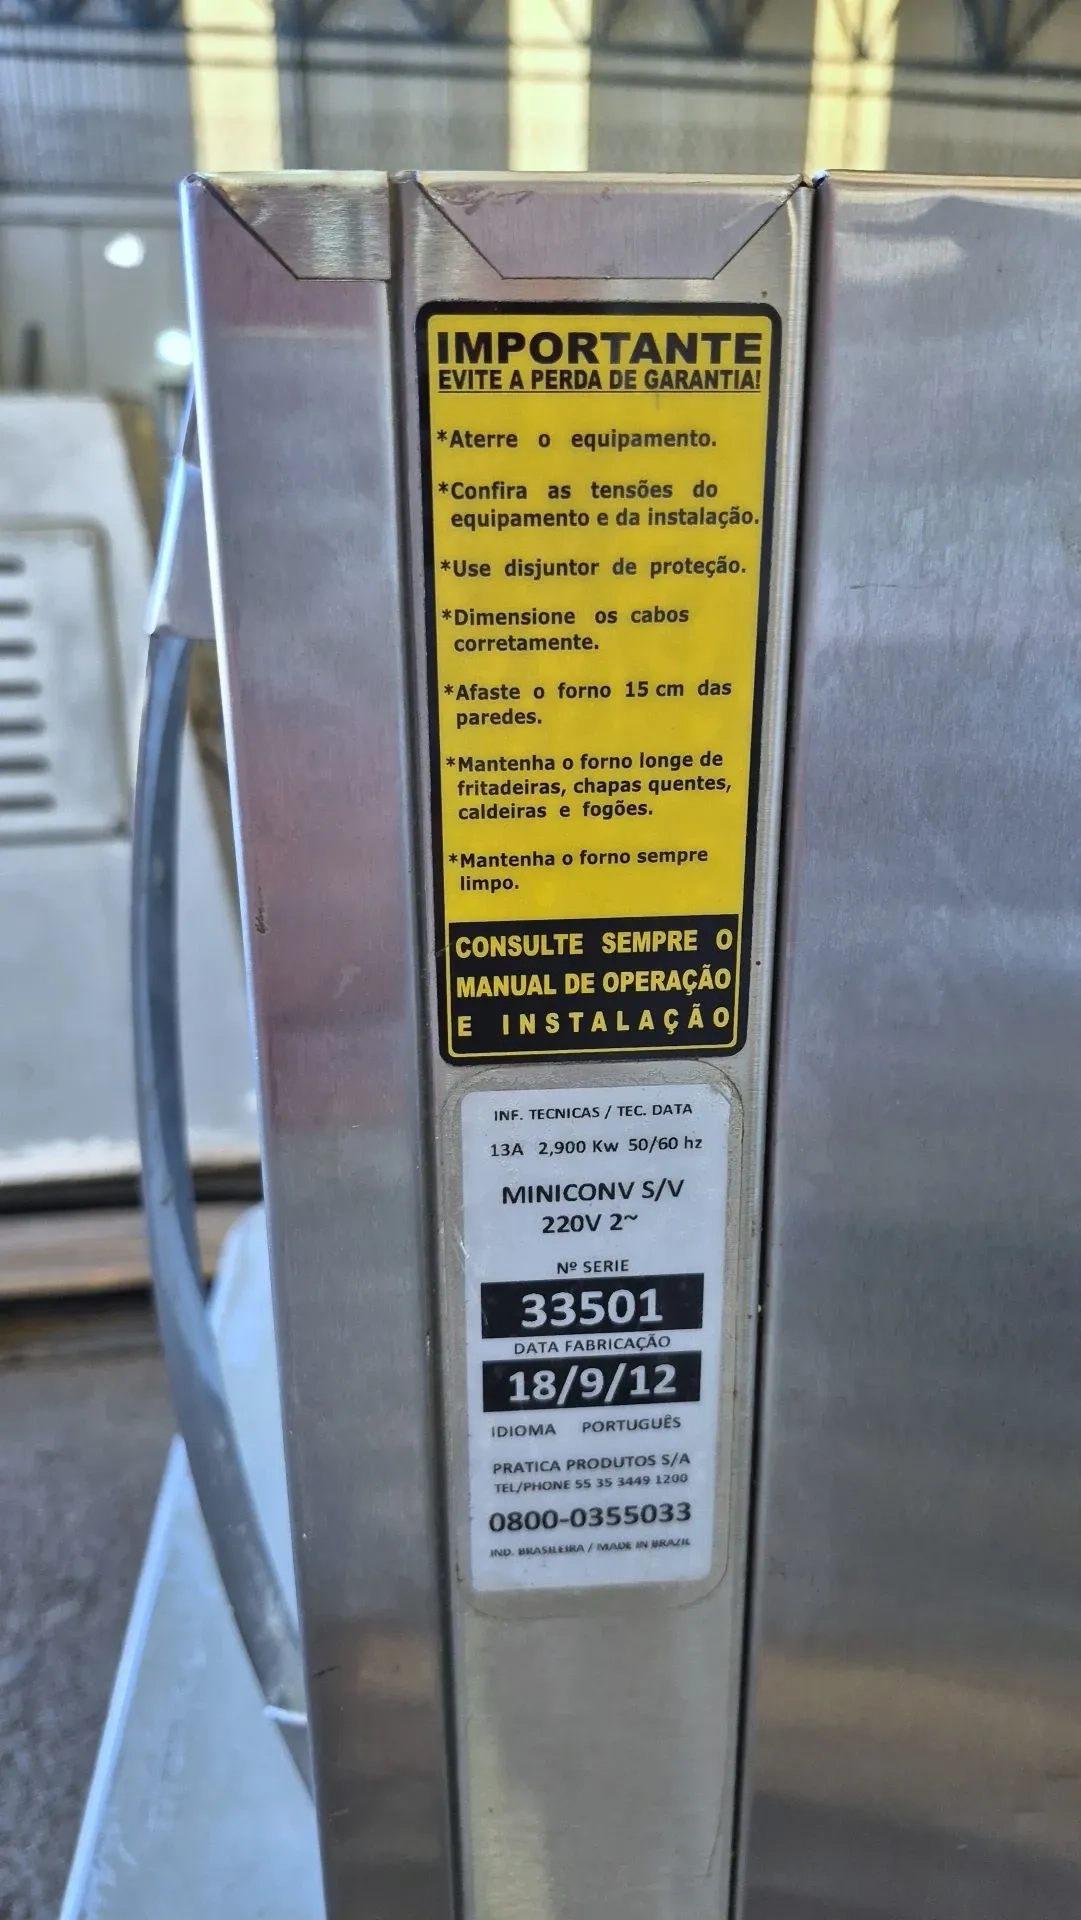 IMPORTANTE
EVITE A PERDA DE GARANTIA!
*Aterre o equipamento.
*Confira as tensões do
equipamento e da instalação.
*Use disjuntor de proteção.
*Dimensione os cabos
corretamente.
*Afaste o forno 15 cm das
paredes.
*Mantenha o forno longe de
fritadeiras, chapas quentes,
caldeiras e fogões.
*Mantenha o forno sempre
limpo.
CONSULTE SEMPRE O
MANUAL DE OPERAÇÃO
E INSTALAÇÃO
INF. TECNICAS / TEC. DATA
13A 2,900 Kw 50/60 hz
MINICONV S/V
220V 2~
Nº SERIE
33501
DATA FABRICAÇÃO
18/9/12
IDIOMA PORTUGUÊS
PRATICA PRODUTOS S/A
TEL/PHONE 55 35 3449 1200
0800-0355033
IND. BRASILEIRA / MADE IN BRAZIL